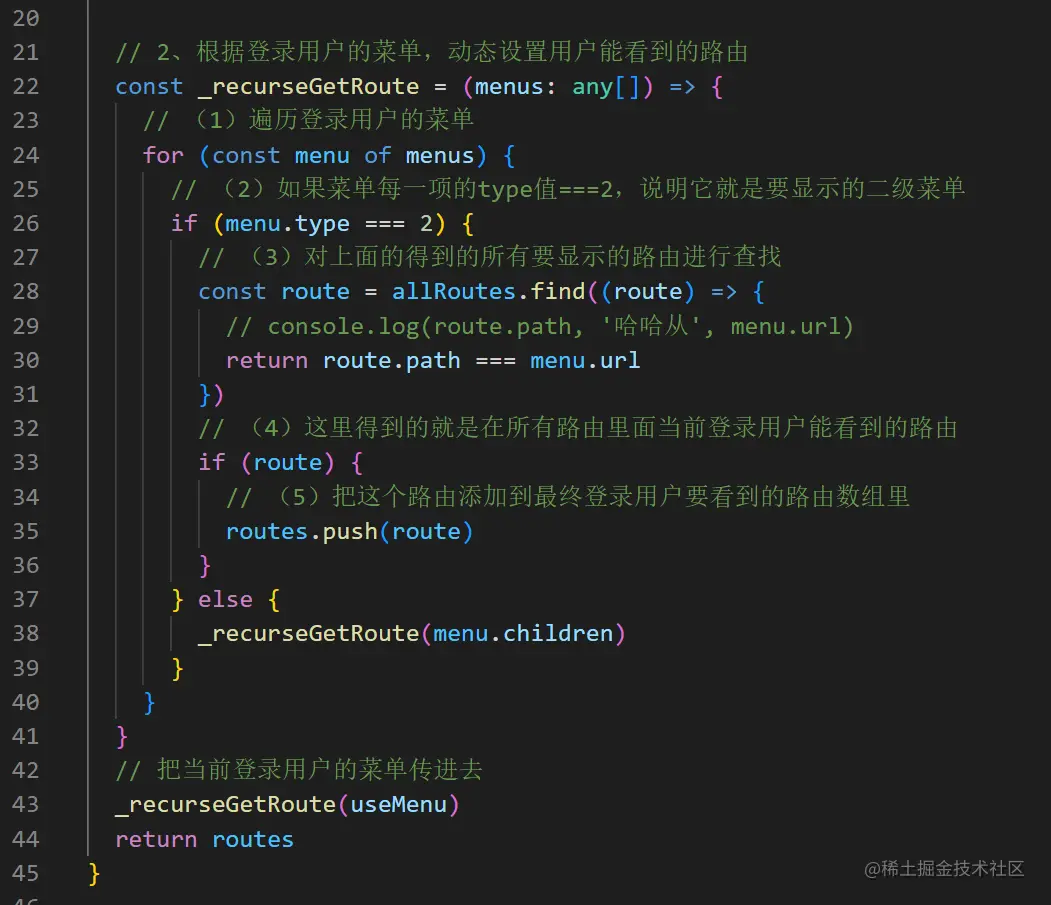 20
21 // 2、根据登录用户的菜单，动态设置用户能看到的路由
22 const _recurseGetRoute = (menus: any[]) => {
23 // （1）遍历登录用户的菜单
24 for (const menu of menus) {
25 // （2）如果菜单每一项的type值===2，说明它就是要显示的二级菜单
26 if (menu.type === 2) {
27 // （3）对上面的得到的所有要显示的路由进行查找
28 const route = allRoutes.find((route) => {
29 // console.log(route.path, '哈哈从', menu.url)
30 return route.path === menu.url
31 })
32 // （4）这里得到的就是在所有路由里面当前登录用户能看到的路由
33 if (route) {
34 // （5）把这个路由添加到最终登录用户要看到的路由数组里
35 routes.push(route)
36 }
37 } else {
38 _recurseGetRoute(menu.children)
39 }
40 }
41 }
42 // 把当前登录用户的菜单传进去
43 _recurseGetRoute(useMenu)
44 return routes
45 }
@稀土掘金技术社区